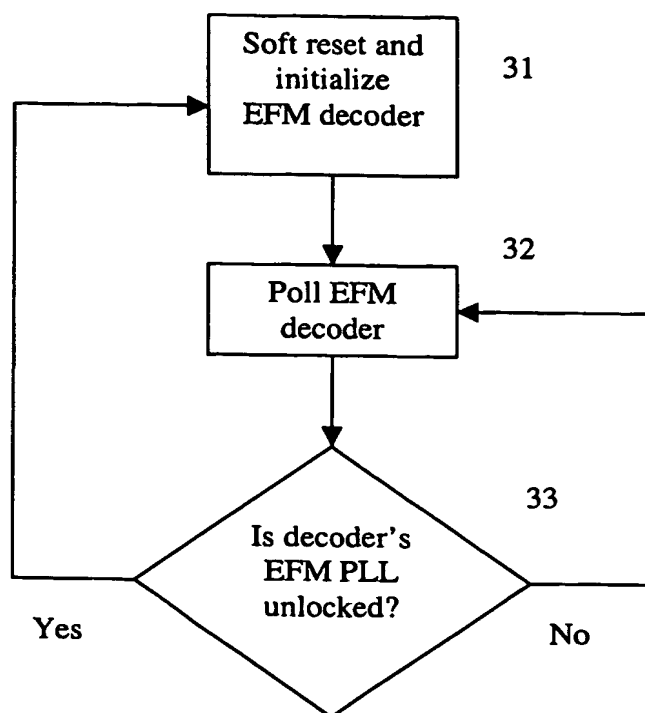 Soft reset and
initialize
EFM decoder
31
32
Poll EFM
decoder
33
Is decoder's
EFM PLL
unlocked?
Yes
No